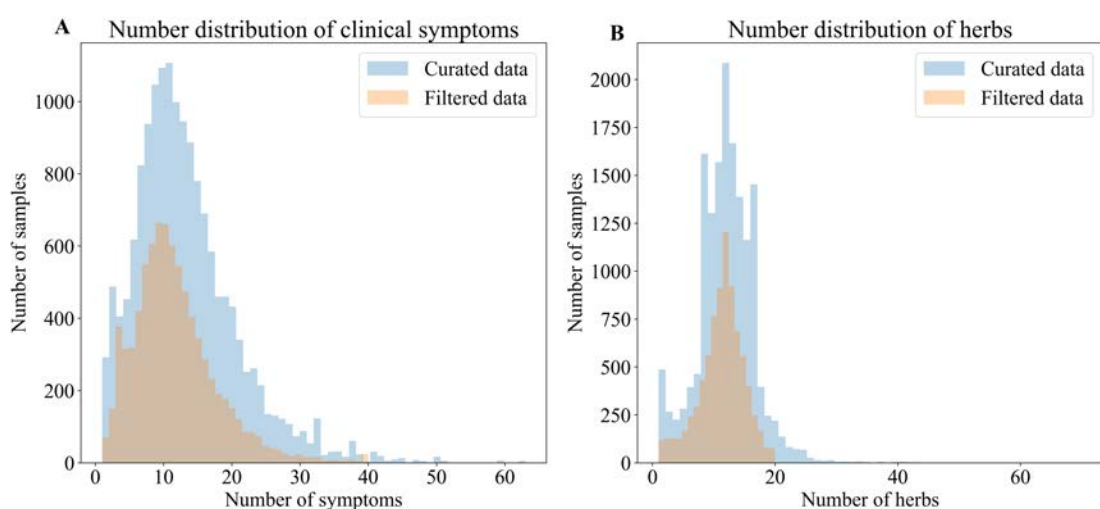 A
Number distribution of clinical symptoms
Curated data
Filtered data
1000
800
600
400
200
0
Number of samples
0 10 20 30 40 50 60
Number of symptoms
B
Number distribution of herbs
Curated data
Filtered data
2000
1750
1500
1250
1000
750
500
250
0
Number of samples
0 20 40 60
Number of herbs